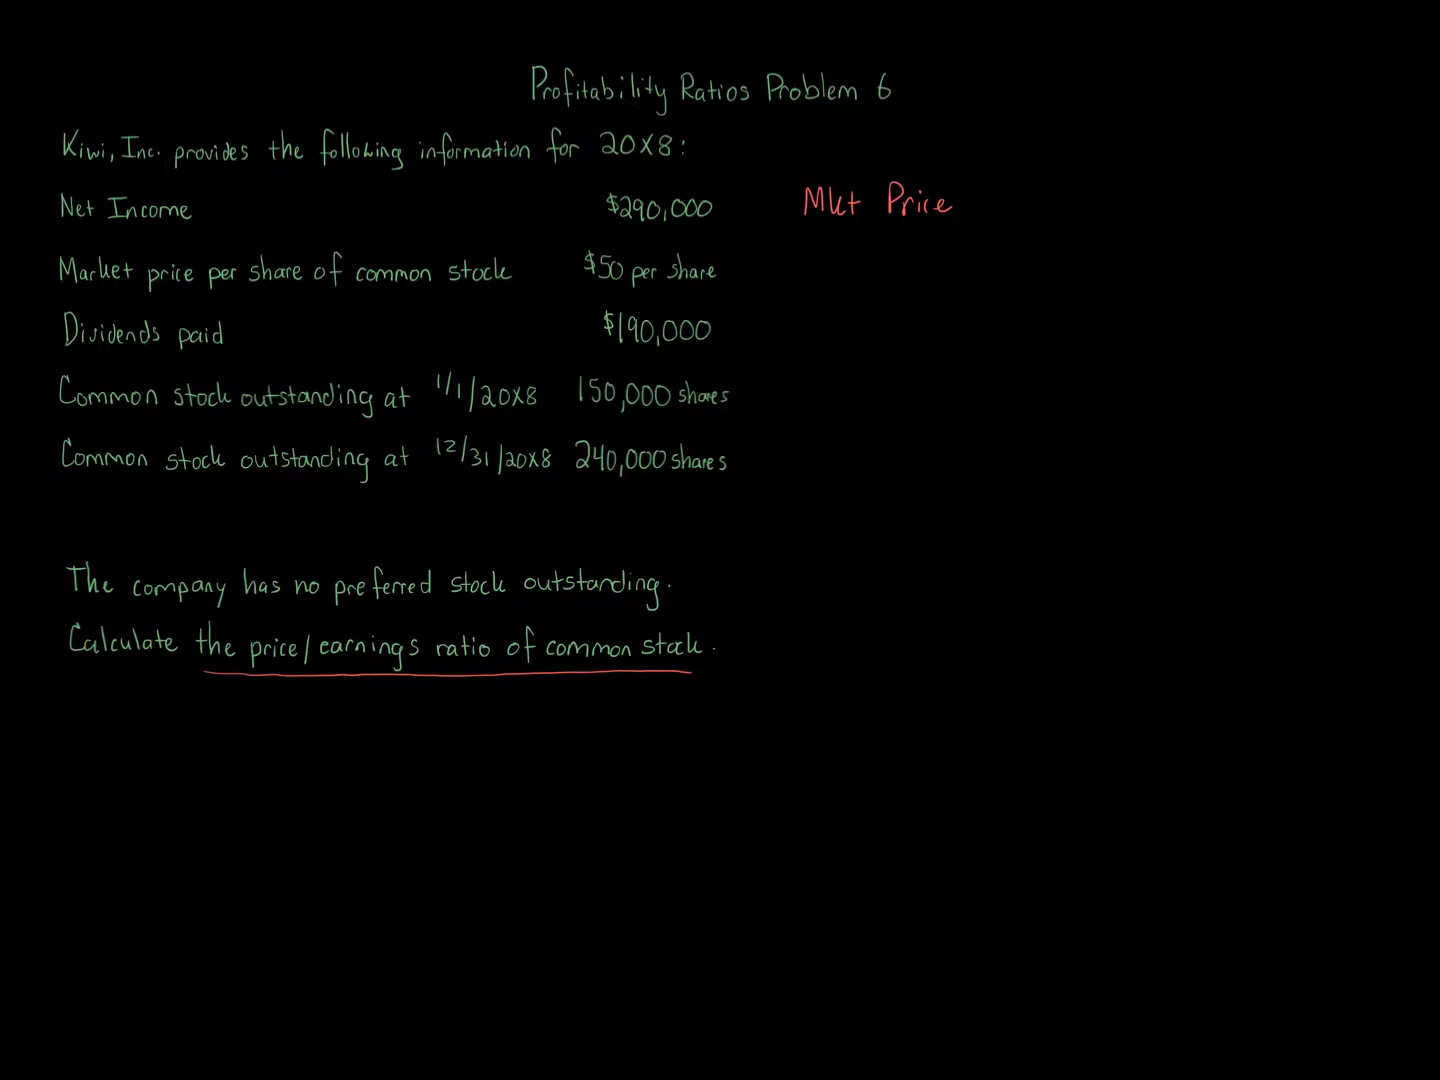 Profitability Ratios Problem 6
Kiwi, Inc. provides the following information for 20X8:
Net Income $290,000 Mkt Price
Market price per share of common stock $50 per share
Dividends paid $190,000
Common stock outstanding at 1/1/20X8 150,000 shares
Common stock outstanding at 12/31/20X8 240,000 shares
The company has no preferred stock outstanding.
Calculate the price/earnings ratio of common stock.